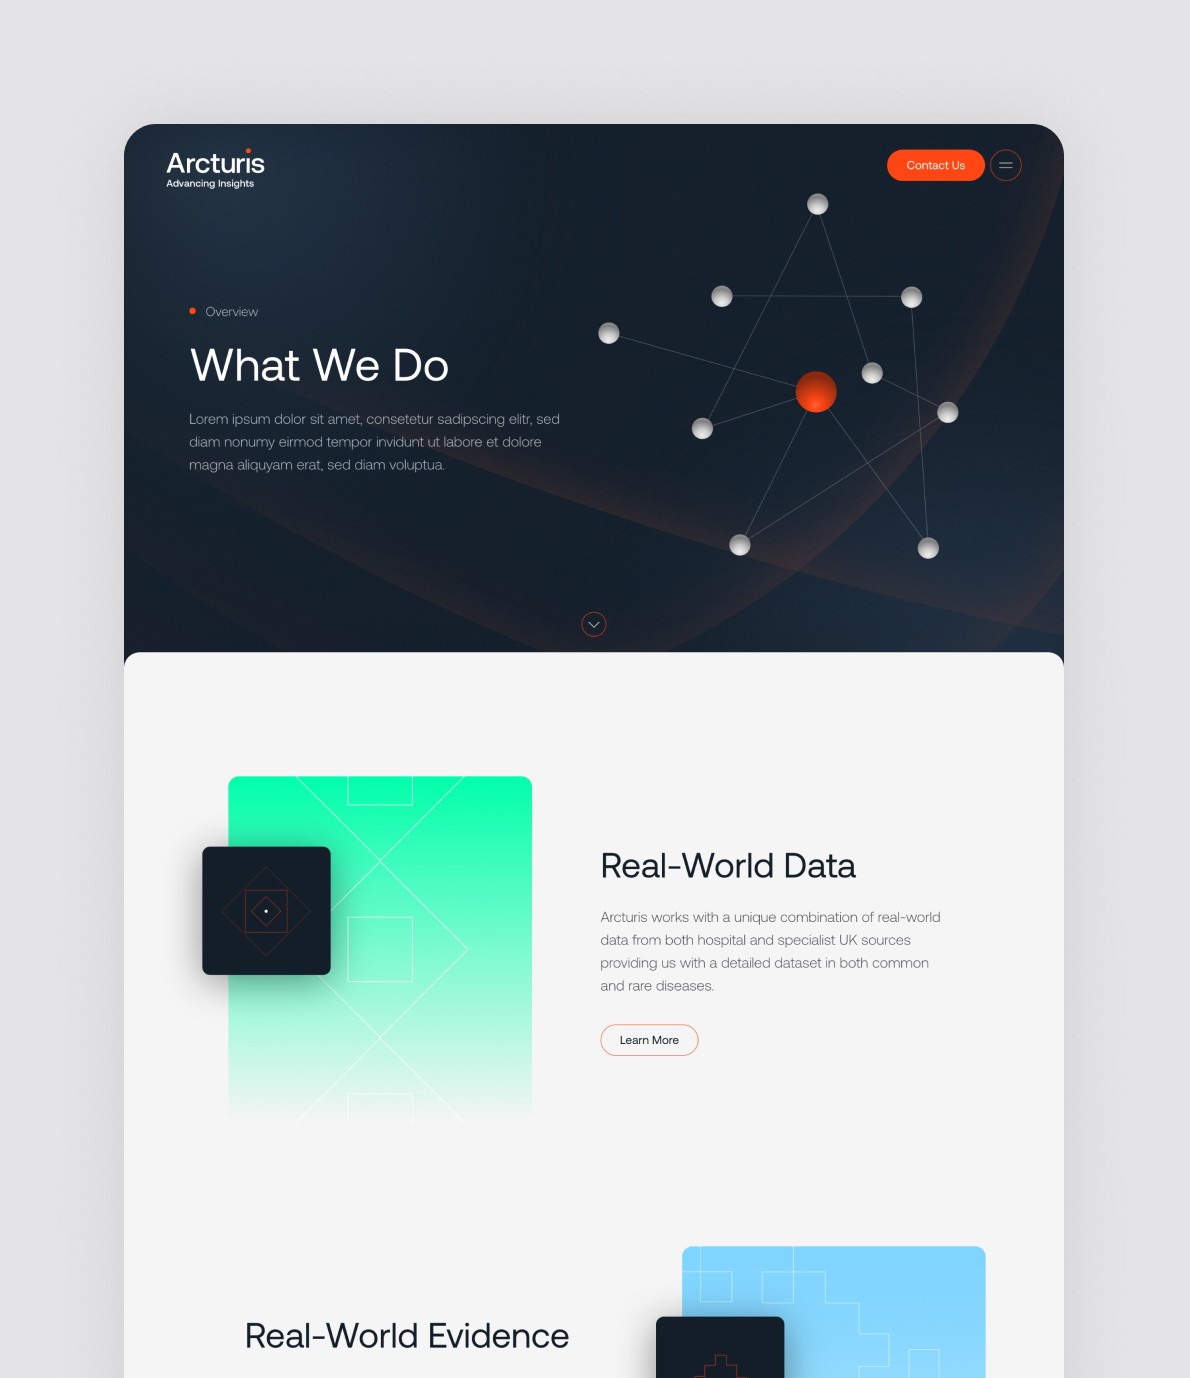 Arcturis
Advancing Insights
Contact Us
Overview
What We Do
Lorem ipsum dolor sit amet, consetetur sadipscing elitr, sed
diam nonumy eirmod tempor invidunt ut labore et dolore
magna aliquyam erat, sed diam voluptua.
Real-World Data
Arcturis works with a unique combination of real-world
data from both hospital and specialist UK sources
providing us with a detailed dataset in both common
and rare diseases.
Learn More
Real-World Evidence